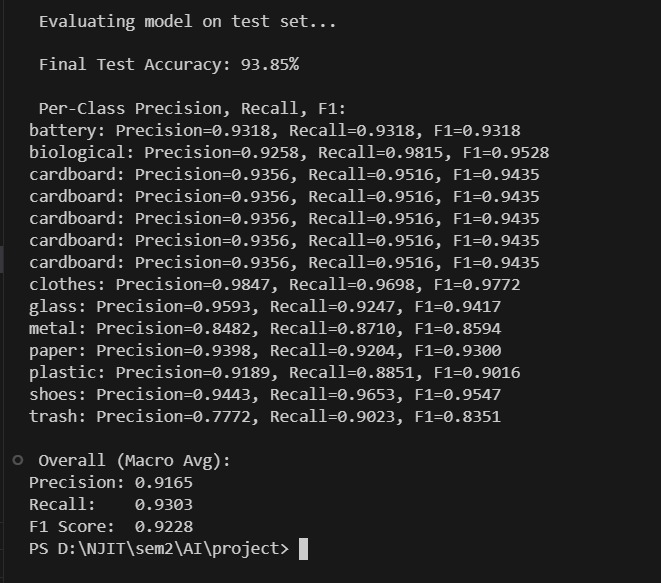 Evaluating model on test set...
Final Test Accuracy: 93.85%
Per-Class Precision, Recall, F1:
battery: Precision=0.9318, Recall=0.9318, F1=0.9318
biological: Precision=0.9258, Recall=0.9815, F1=0.9528
cardboard: Precision=0.9356, Recall=0.9516, F1=0.9435
cardboard: Precision=0.9356, Recall=0.9516, F1=0.9435
cardboard: Precision=0.9356, Recall=0.9516, F1=0.9435
cardboard: Precision=0.9356, Recall=0.9516, F1=0.9435
cardboard: Precision=0.9356, Recall=0.9516, F1=0.9435
clothes: Precision=0.9847, Recall=0.9698, F1=0.9772
glass: Precision=0.9593, Recall=0.9247, F1=0.9417
metal: Precision=0.8482, Recall=0.8710, F1=0.8594
paper: Precision=0.9398, Recall=0.9204, F1=0.9300
plastic: Precision=0.9189, Recall=0.8851, F1=0.9016
shoes: Precision=0.9443, Recall=0.9653, F1=0.9547
trash: Precision=0.7772, Recall=0.9023, F1=0.8351
Overall (Macro Avg):
Precision: 0.9165
Recall: 0.9303
F1 Score: 0.9228
PS D:\NJIT\sem2\AI\project>